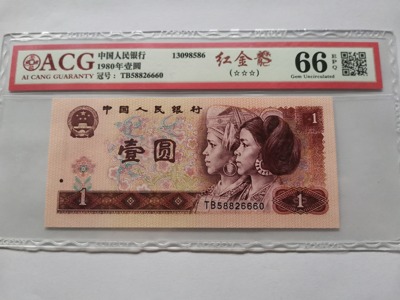 ACG
AI CANG GUARANTY
中国人民银行
1980年壹圆
冠号：TB58826660
13098586
红金龙
(☆☆☆)
66 EPQ
Gem Uncirculated
中国人民银行
壹圆
1
1
1
TB58826660